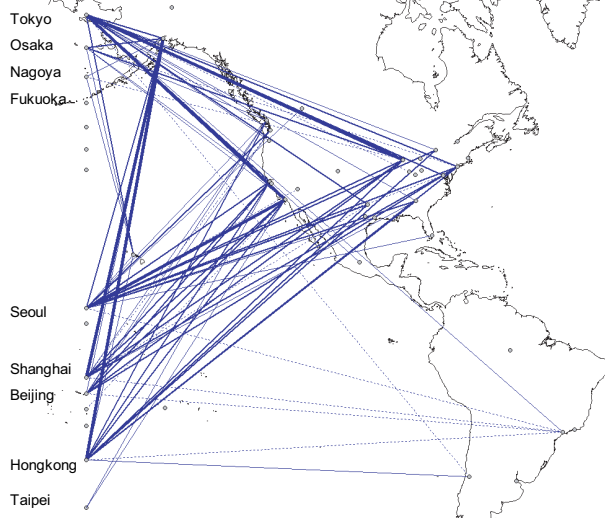 Tokyo
Osaka
Nagoya
Fukuoka
Seoul
Shanghai
Beijing
Hongkong
Taipei